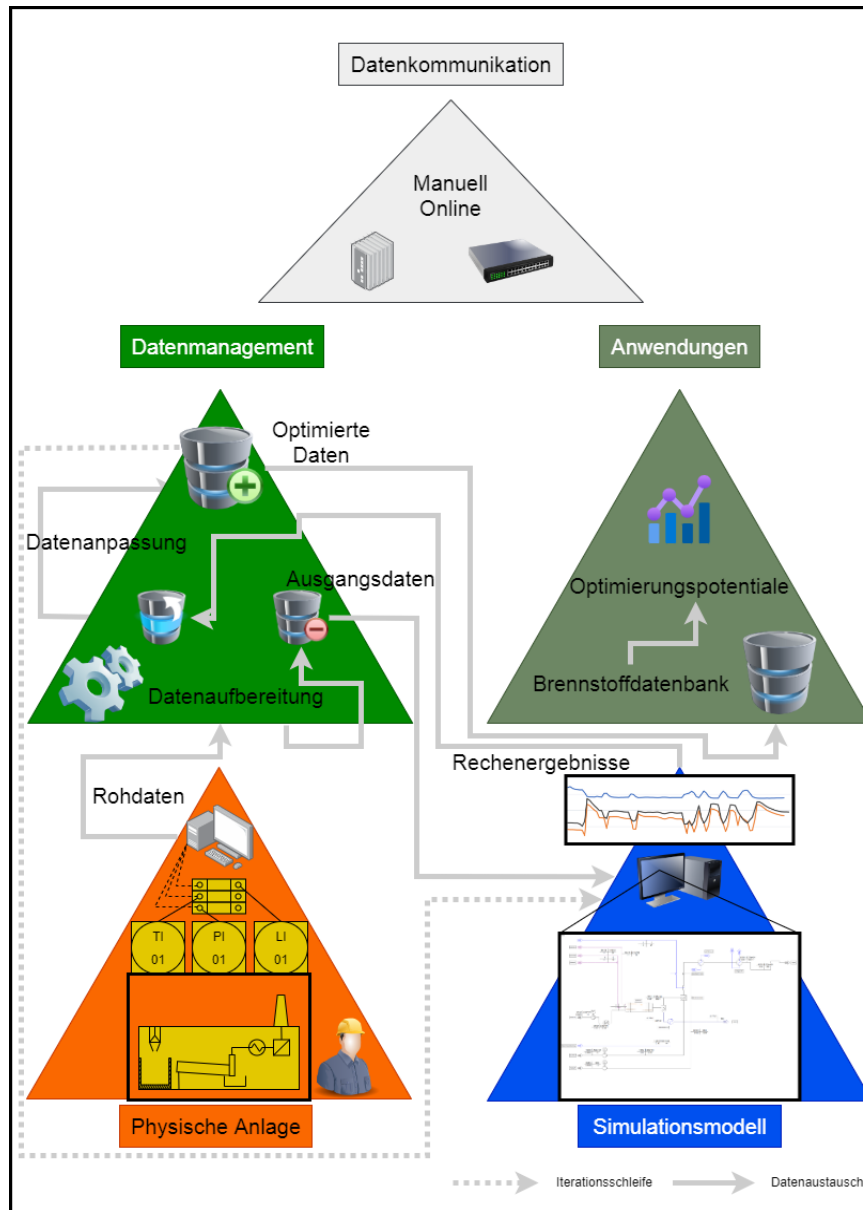 Datenkommunikation
Manuell
Online
Datenmanagement
Anwendungen
Optimierte
Daten
Datenanpassung
Ausgangsdaten
Optimierungspotentiale
Datenaufbereitung
Brennstoffdatenbank
Rechenergebnisse
Rohdaten
TI
01
PI
01
LI
01
Physische Anlage
Simulationsmodell
Iterationsschleife
Datenaustausch